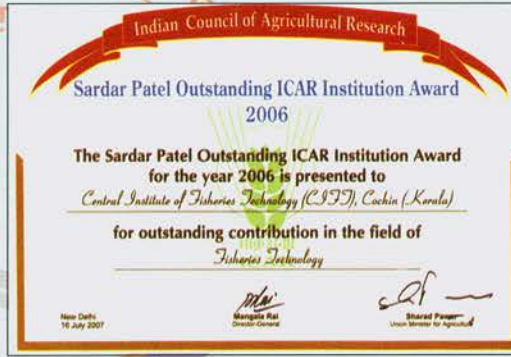 Indian Council of Agricultural Research
Sardar Patel Outstanding ICAR Institution Award
2006
The Sardar Patel Outstanding ICAR Institution Award
for the year 2006 is presented to
Central Institute of Fisheries Technology (CIFT), Cochin (Kerala)
for outstanding contribution in the field of
Fisheries Technology
New Delhi
16 July 2007
Mangala Rai
Director-General
Sharad Pawar
Union Minister for Agriculture